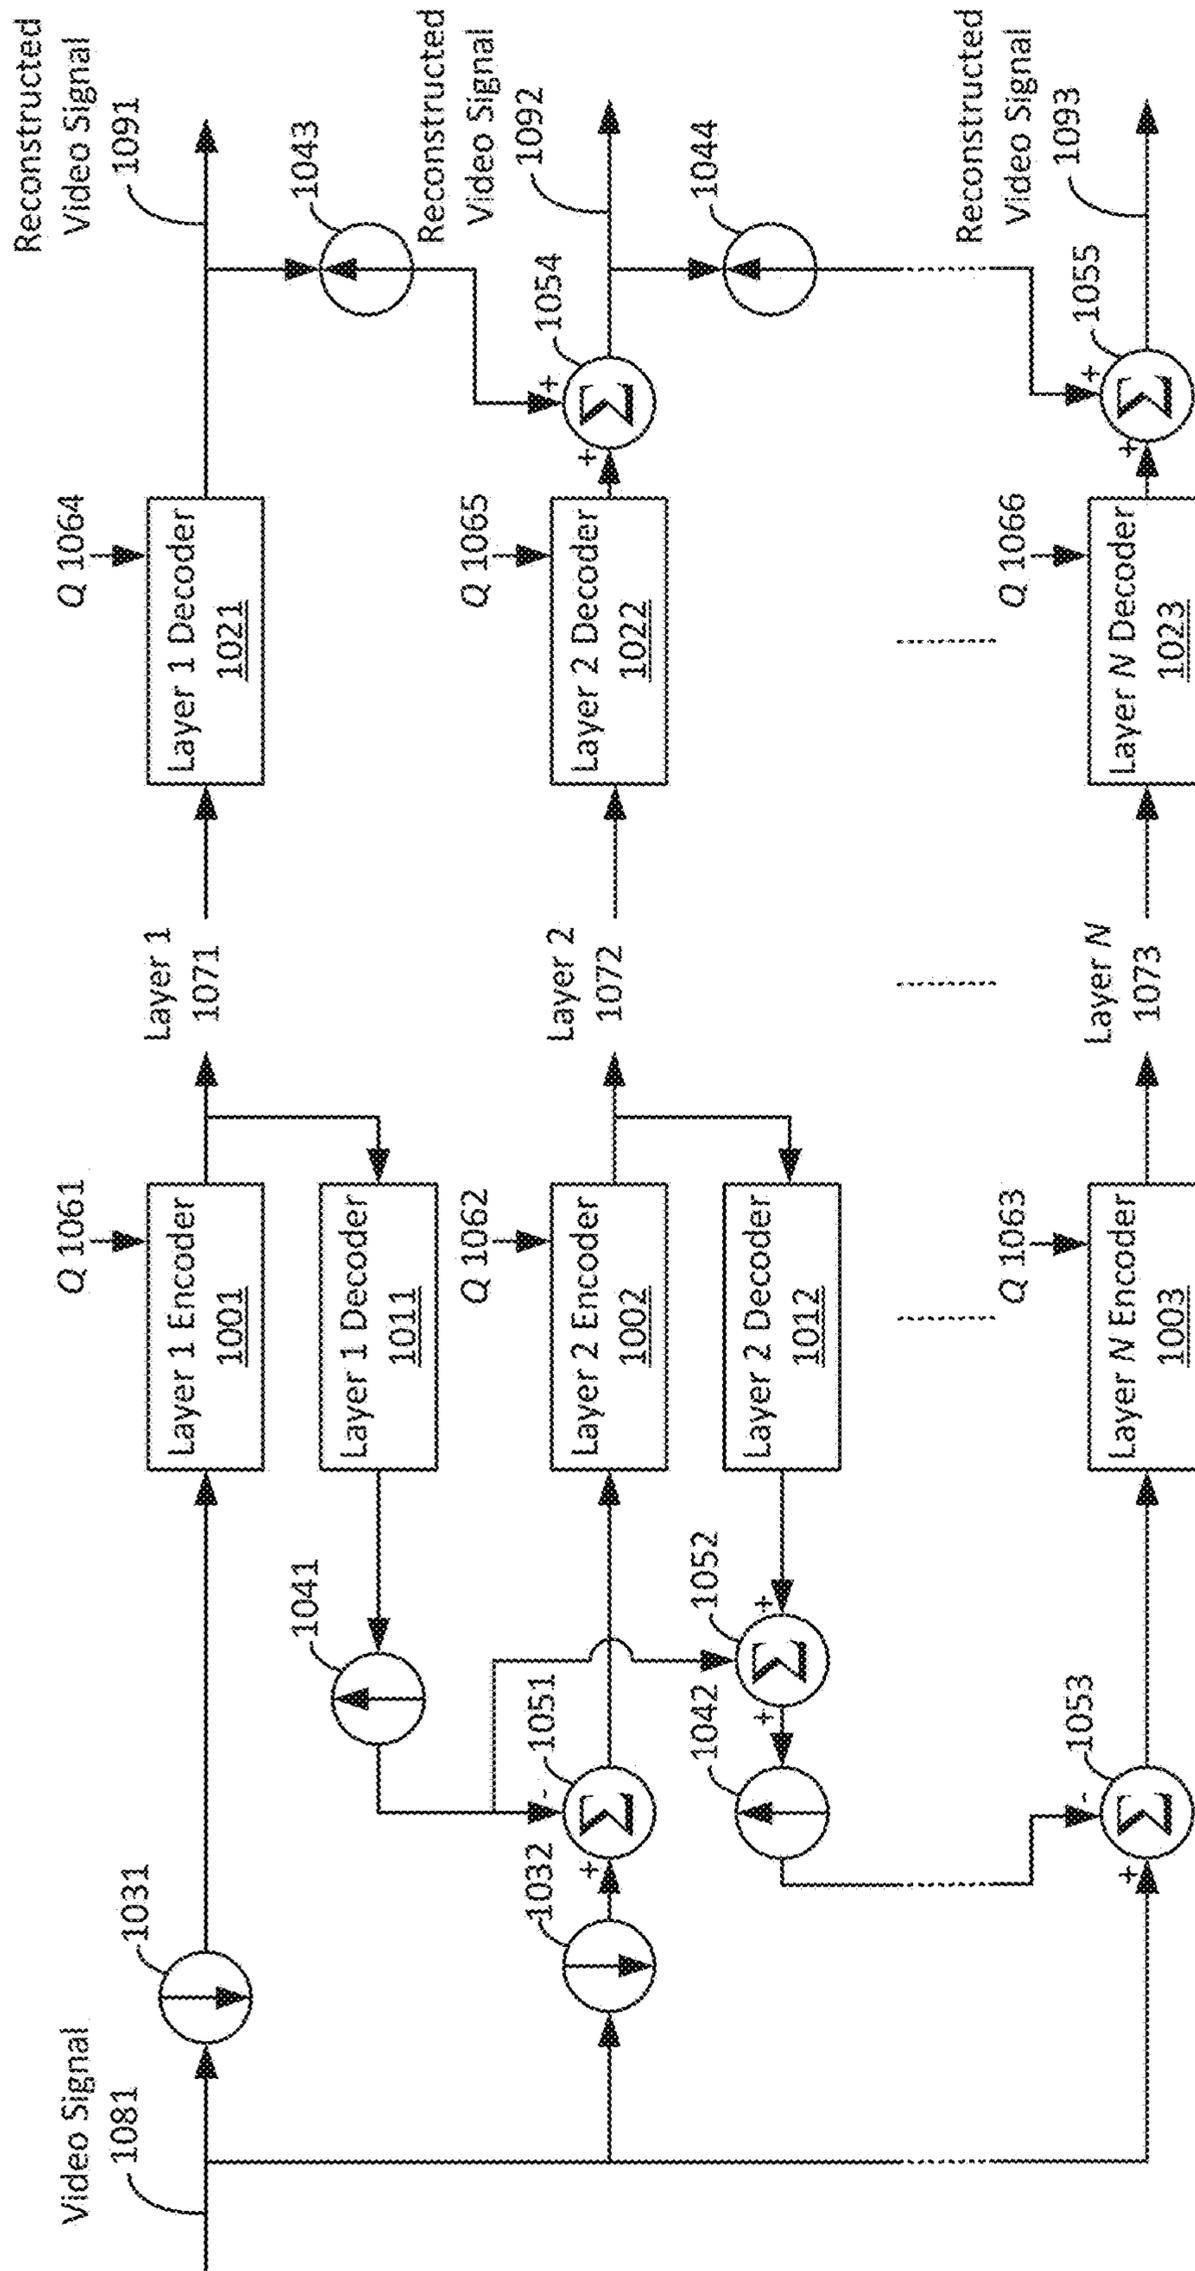 Video Signal
1081
1031
Layer 1 Encoder
1001
Q 1061
Layer 1
1071
Layer 1 Decoder
1021
Q 1064
Reconstructed
Video Signal
1091
1041
Layer 1 Decoder
1011
1043
1032
+
-
Σ
1051
Layer 2 Encoder
1002
Q 1062
Layer 2
1072
Layer 2 Decoder
1022
Q 1065
+
+
Σ
1054
Reconstructed
Video Signal
1092
1042
+
+
Σ
1052
Layer 2 Decoder
1012
1044
+
-
Σ
1053
Layer N Encoder
1003
Q 1063
Layer N
1073
Layer N Decoder
1023
Q 1066
+
+
Σ
1055
Reconstructed
Video Signal
1093